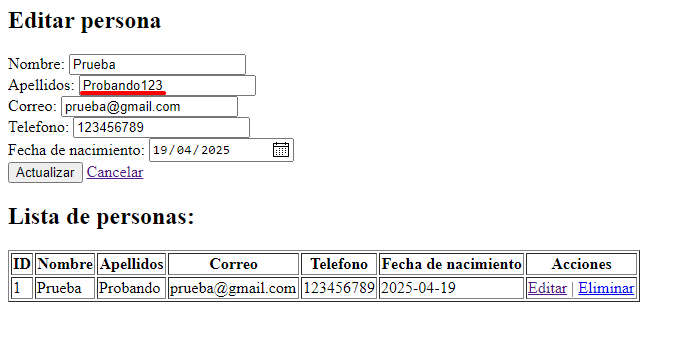 Editar persona
Nombre: Prueba
Apellidos: Probando123
Correo: prueba@gmail.com
Telefono: 123456789
Fecha de nacimiento: 19/04/2025
Actualizar Cancelar
Lista de personas:
ID Nombre Apellidos Correo Telefono Fecha de nacimiento Acciones
1 Prueba Probando prueba@gmail.com 123456789 2025-04-19 Editar | Eliminar